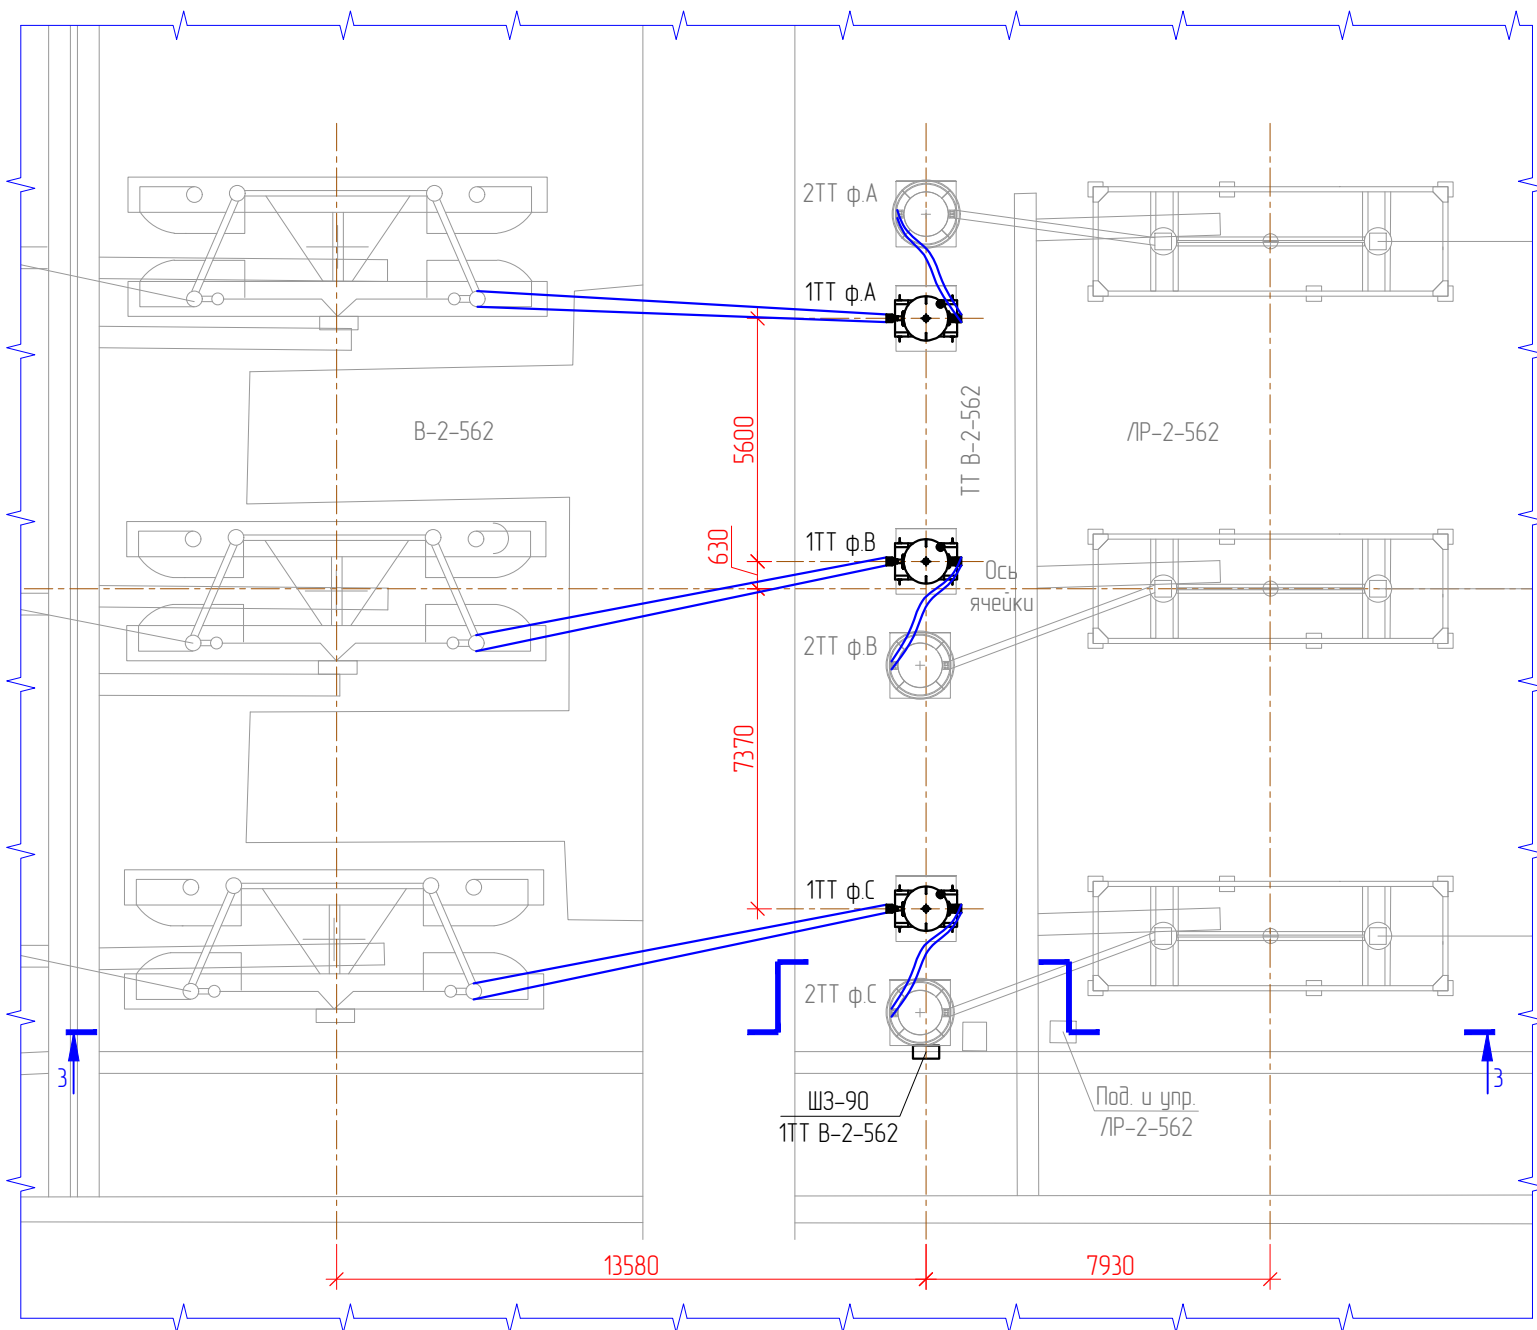 2ТТ ф.А
1ТТ ф.А
В-2-562
5600
ТТ В-2-562
ЛР-2-562
630
1ТТ ф.В
Ось
ячейки
2ТТ ф.В
7370
1ТТ ф.С
2ТТ ф.С
3
3
ШЗ-90
1ТТ В-2-562
Под. и упр.
ЛР-2-562
13580
7930